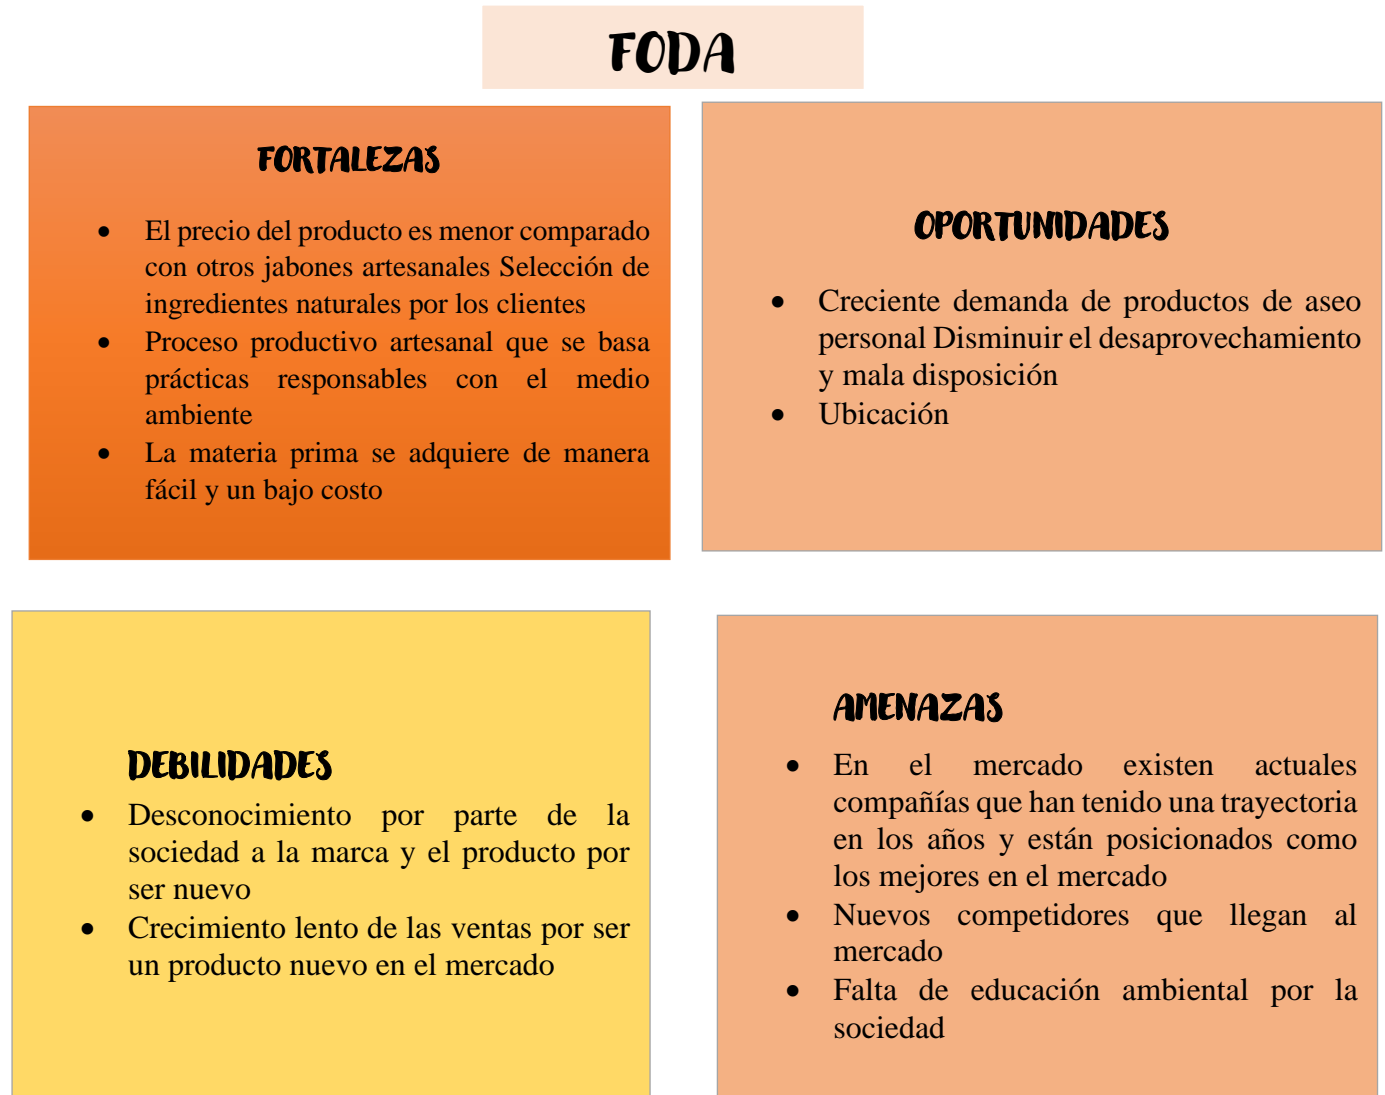 FODA
FORTALEZAS
• El precio del producto es menor comparado
con otros jabones artesanales Selección de
ingredientes naturales por los clientes
• Proceso productivo artesanal que se basa
prácticas responsables con el medio
ambiente
• La materia prima se adquiere de manera
fácil y un bajo costo
OPORTUNIDADES
• Creciente demanda de productos de aseo
personal Disminuir el desaprovechamiento
y mala disposición
• Ubicación
DEBILIDADES
• Desconocimiento por parte de la
sociedad a la marca y el producto por
ser nuevo
• Crecimiento lento de las ventas por ser
un producto nuevo en el mercado
AMENAZAS
• En el mercado existen actuales
compañías que han tenido una trayectoria
en los años y están posicionados como
los mejores en el mercado
• Nuevos competidores que llegan al
mercado
• Falta de educación ambiental por la
sociedad